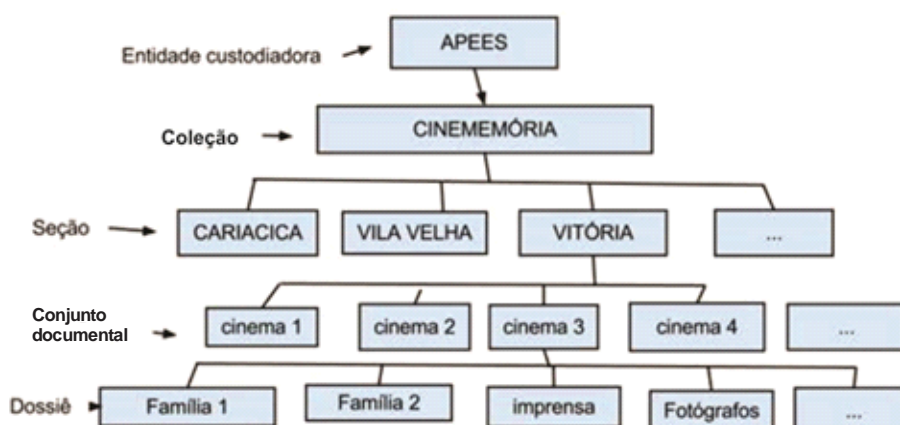 Entidade custodiadora
APEES
Coleção
CINEMEMÓRIA
Seção
CARIACICA
VILA VELHA
VITÓRIA
...
Conjunto
documental
cinema 1
cinema 2
cinema 3
cinema 4
...
Dossiê
Família 1
Família 2
imprensa
Fotógrafos
...